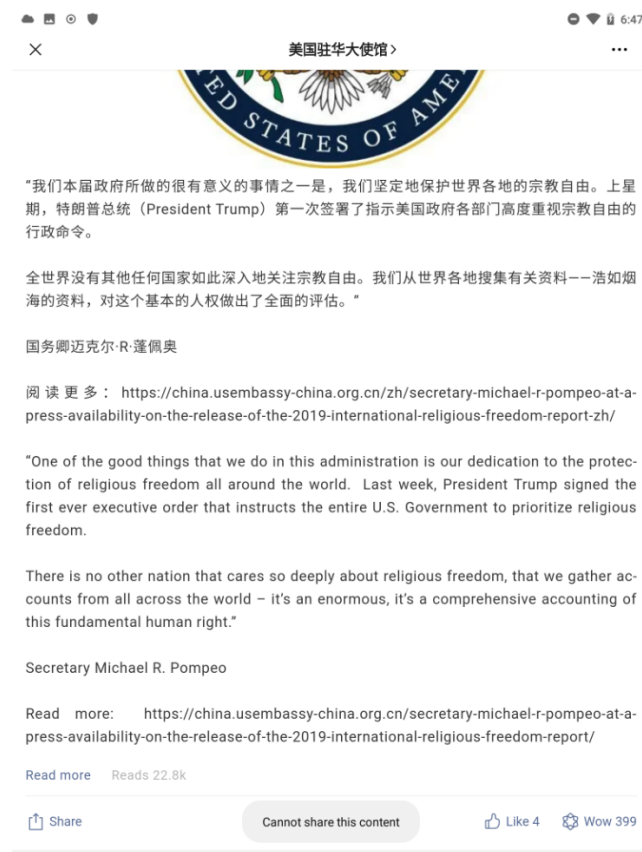 6:47
美国驻华大使馆>
TED STATES OF AME
“我们本届政府所做的很有意义的事情之一是，我们坚定地保护世界各地的宗教自由。上星
期，特朗普总统（President Trump）第一次签署了指示美国政府各部门高度重视宗教自由的
行政命令。
全世界没有其他任何国家如此深入地关注宗教自由。我们从世界各地搜集有关资料——浩如烟
海的资料，对这个基本的人权做出了全面的评估。”
国务卿迈克尔·R·蓬佩奥
阅读更多：https://china.usembassy-china.org.cn/zh/secretary-michael-r-pompeo-at-a-
press-availability-on-the-release-of-the-2019-international-religious-freedom-report-zh/
“One of the good things that we do in this administration is our dedication to the protec-
tion of religious freedom all around the world. Last week, President Trump signed the
first ever executive order that instructs the entire U.S. Government to prioritize religious
freedom.
There is no other nation that cares so deeply about religious freedom, that we gather ac-
counts from all across the world – it’s an enormous, it’s a comprehensive accounting of
this fundamental human right.”
Secretary Michael R. Pompeo
Read more: https://china.usembassy-china.org.cn/secretary-michael-r-pompeo-at-a-
press-availability-on-the-release-of-the-2019-international-religious-freedom-report/
Read more Reads 22.8k
Share Cannot share this content Like 4 Wow 399